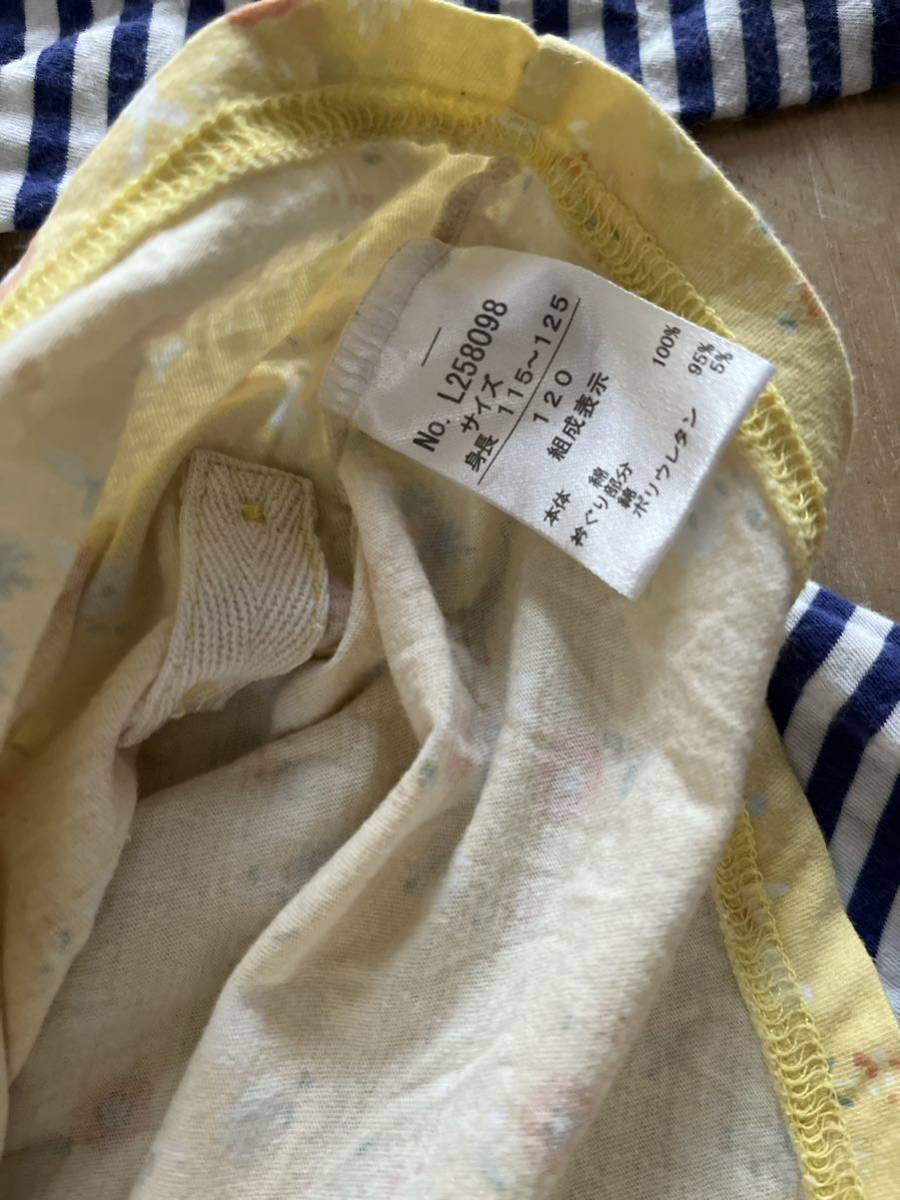 No. L258098
サイズ
身長 115~125
120
組成表示
本体
綿 100%
衿ぐり部分
綿 95%
ポリウレタン 5%